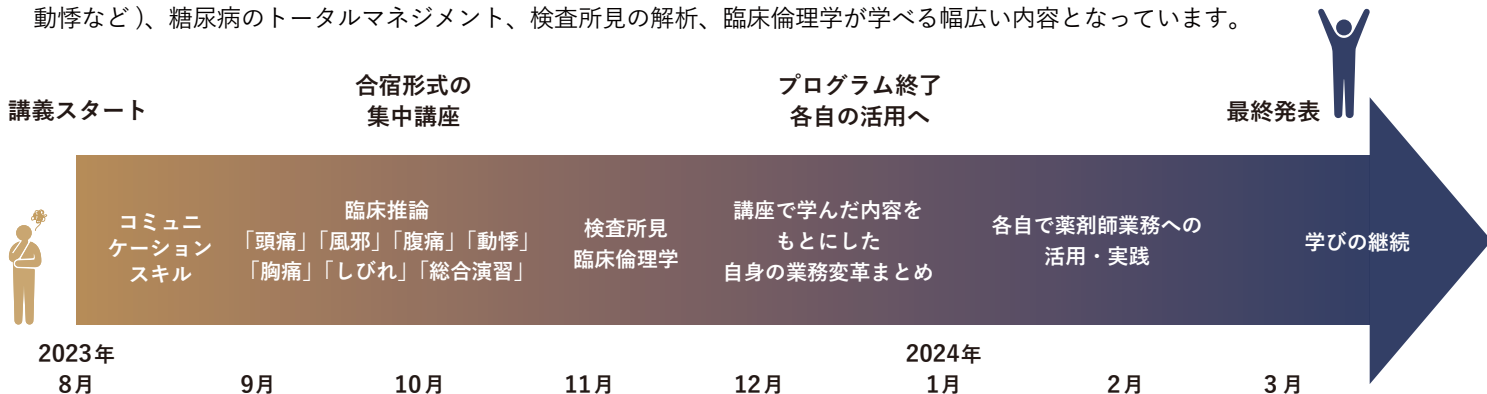 動悸など)、糖尿病のトータルマネジメント、検査所見の解析、臨床倫理学が学べる幅広い内容となっています。
講義スタート
合宿形式の
集中講座
プログラム終了
各自の活用へ
最終発表
コミュニ
ケーション
スキル
臨床推論
「頭痛」「風邪」「腹痛」「動悸」
「胸痛」「しびれ」「総合演習」
検査所見
臨床倫理学
講座で学んだ内容を
もとにした
自身の業務変革まとめ
各自で薬剤師業務への
活用・実践
学びの継続
2023年
8月
9月
10月
11月
12月
2024年
1月
2月
3月